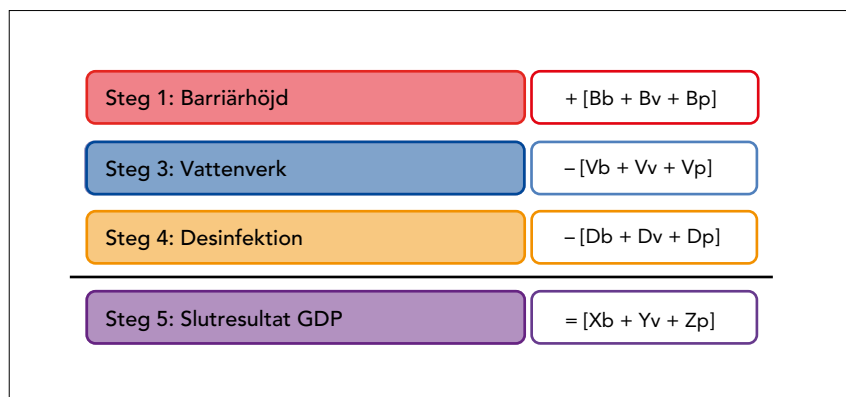 Steg 1: Barriärhöjd + [Bb + Bv + Bp]
Steg 3: Vattenverk – [Vb + Vv + Vp]
Steg 4: Desinfektion – [Db + Dv + Dp]
Steg 5: Slutresultat GDP = [Xb + Yv + Zp]